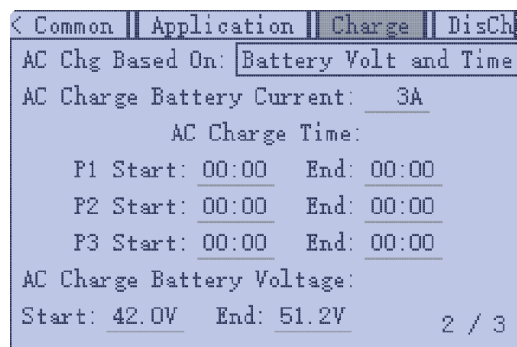 < Common Application Charge DisCh
AC Chg Based On: Battery Volt and Time
AC Charge Battery Current: 3A
AC Charge Time:
P1 Start: 00:00 End: 00:00
P2 Start: 00:00 End: 00:00
P3 Start: 00:00 End: 00:00
AC Charge Battery Voltage:
Start: 42.0V End: 51.2V
2 / 3